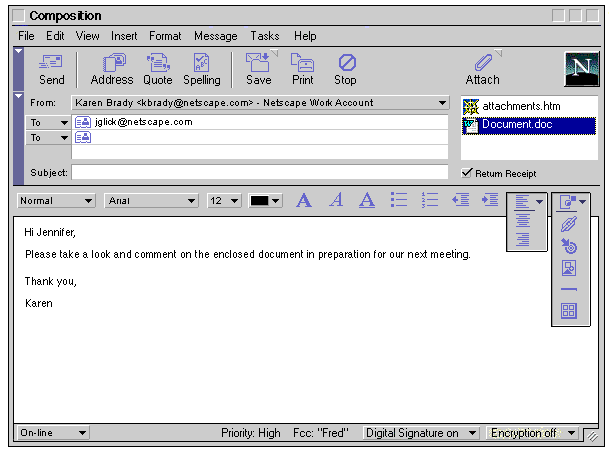 Composition
File Edit View Insert Format Message Tasks Help
Send Address Quote Spelling Save Print Stop Attach
N
From: Karen Brady <kbrady@netscape.com> - Netscape Work Account
attachments.htm
To jglick@netscape.com
Document.doc
To
Subject:
Return Receipt
Normal Arial 12 A A A
Hi Jennifer,
Please take a look and comment on the enclosed document in preparation for our next meeting.
Thank you,
Karen
On-line Priority: High Fcc: "Fred" Digital Signature on Encryption off